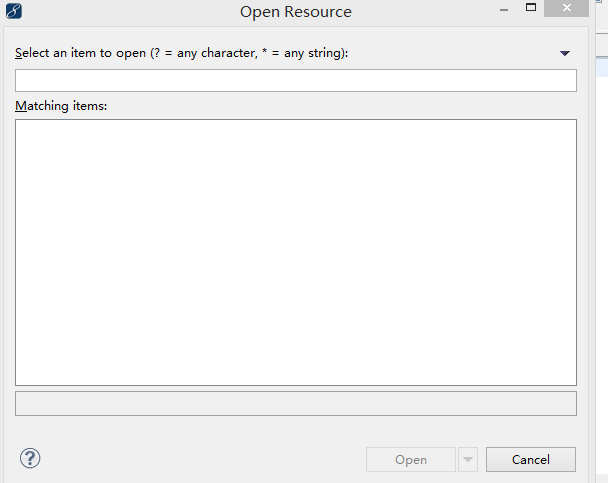 Open Resource
Select an item to open (? = any character, * = any string):
Matching items:
Open
Cancel